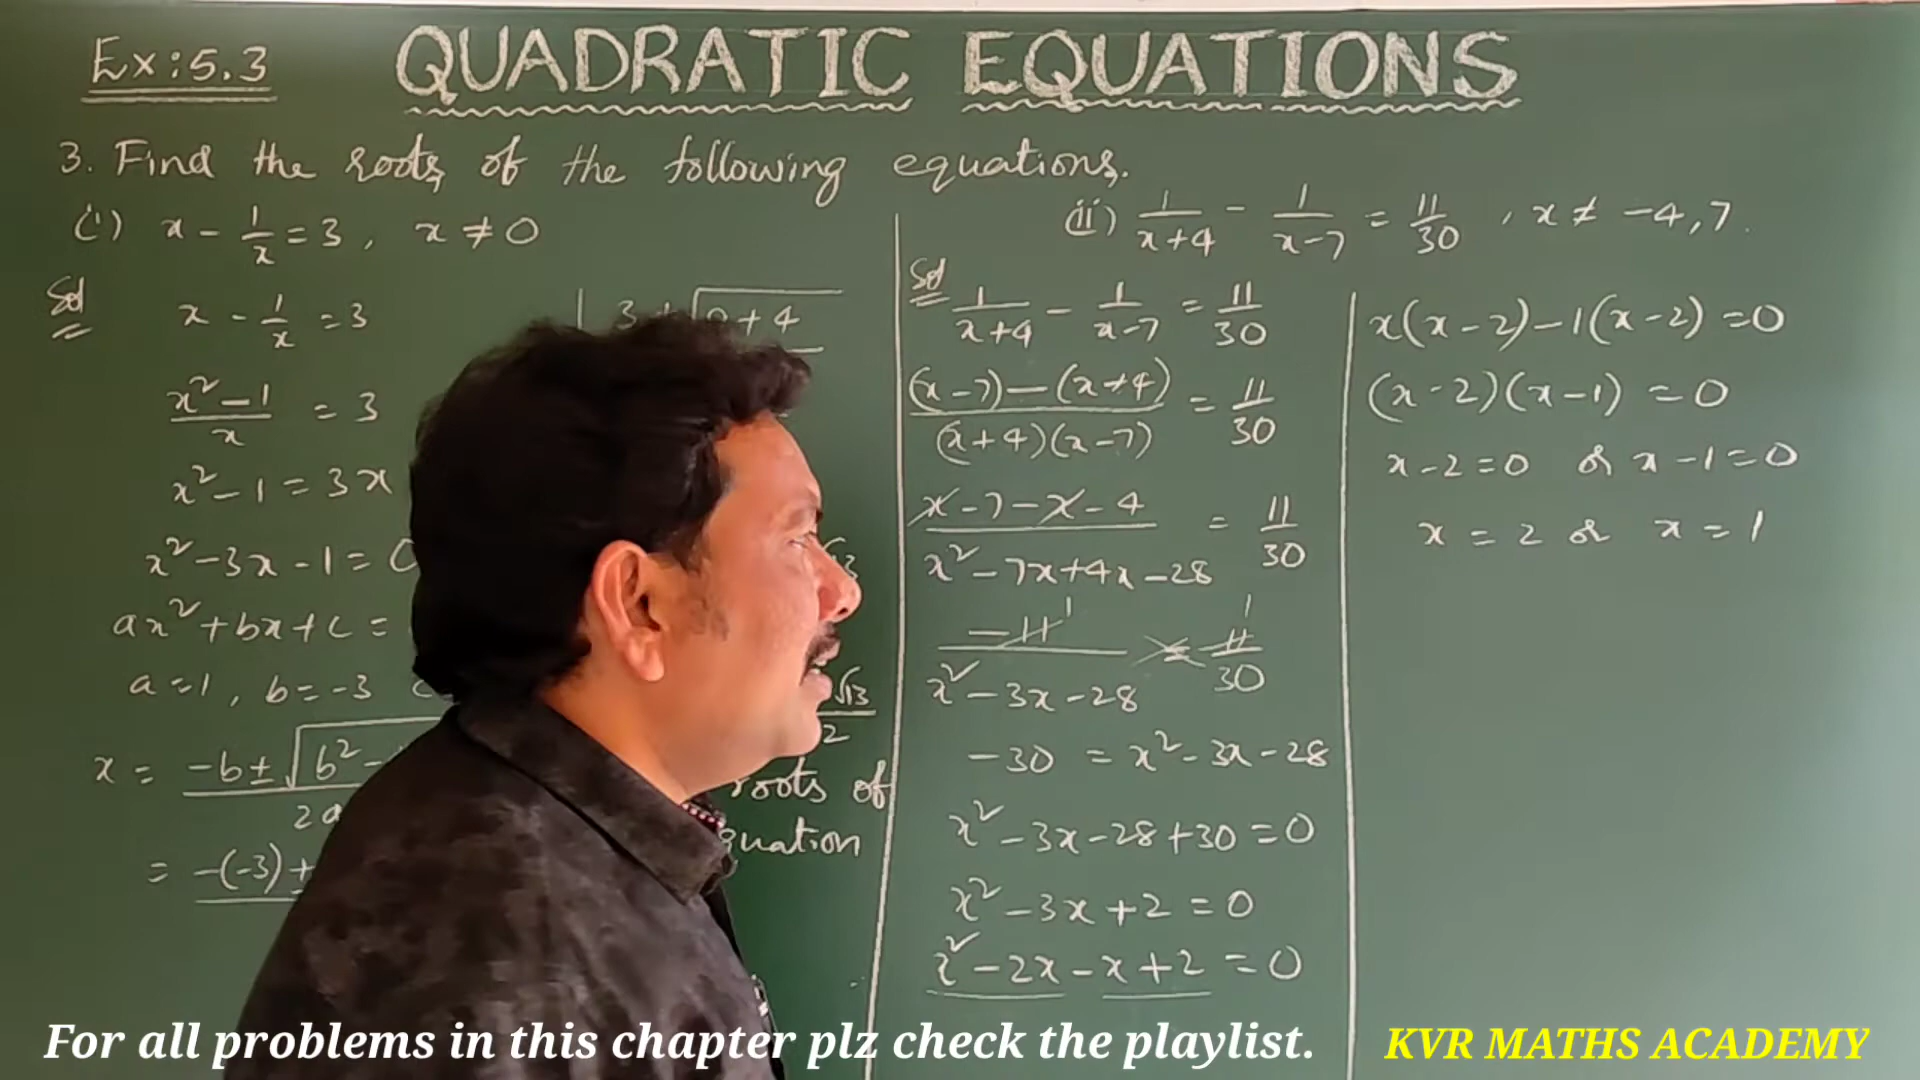 Ex:5.3
QUADRATIC EQUATIONS
3. Find the roots of the following equations.
(i) x - 1/x = 3, x ≠ 0
Sol
x - 1/x = 3
(x² - 1)/x = 3
x² - 1 = 3x
x² - 3x - 1 =
ax² + bx + c =
a = 1, b = -3
x = -b ± √b² -
= -(-3) ±
+ 4
√13
2
roots of
equation
(ii) 1/(x+4) - 1/(x-7) = 11/30, x ≠ -4, 7.
Sol
1/(x+4) - 1/(x-7) = 11/30
((x-7) - (x+4))/((x+4)(x-7)) = 11/30
(x - 7 - x - 4)/(x² - 7x + 4x - 28) = 11/30
-11/(x² - 3x - 28) = 11/30
-30 = x² - 3x - 28
x² - 3x - 28 + 30 = 0
x² - 3x + 2 = 0
x² - 2x - x + 2 = 0
x(x - 2) - 1(x - 2) = 0
(x - 2)(x - 1) = 0
x - 2 = 0 or x - 1 = 0
x = 2 or x = 1
For all problems in this chapter plz check the playlist.
KVR MATHS ACADEMY